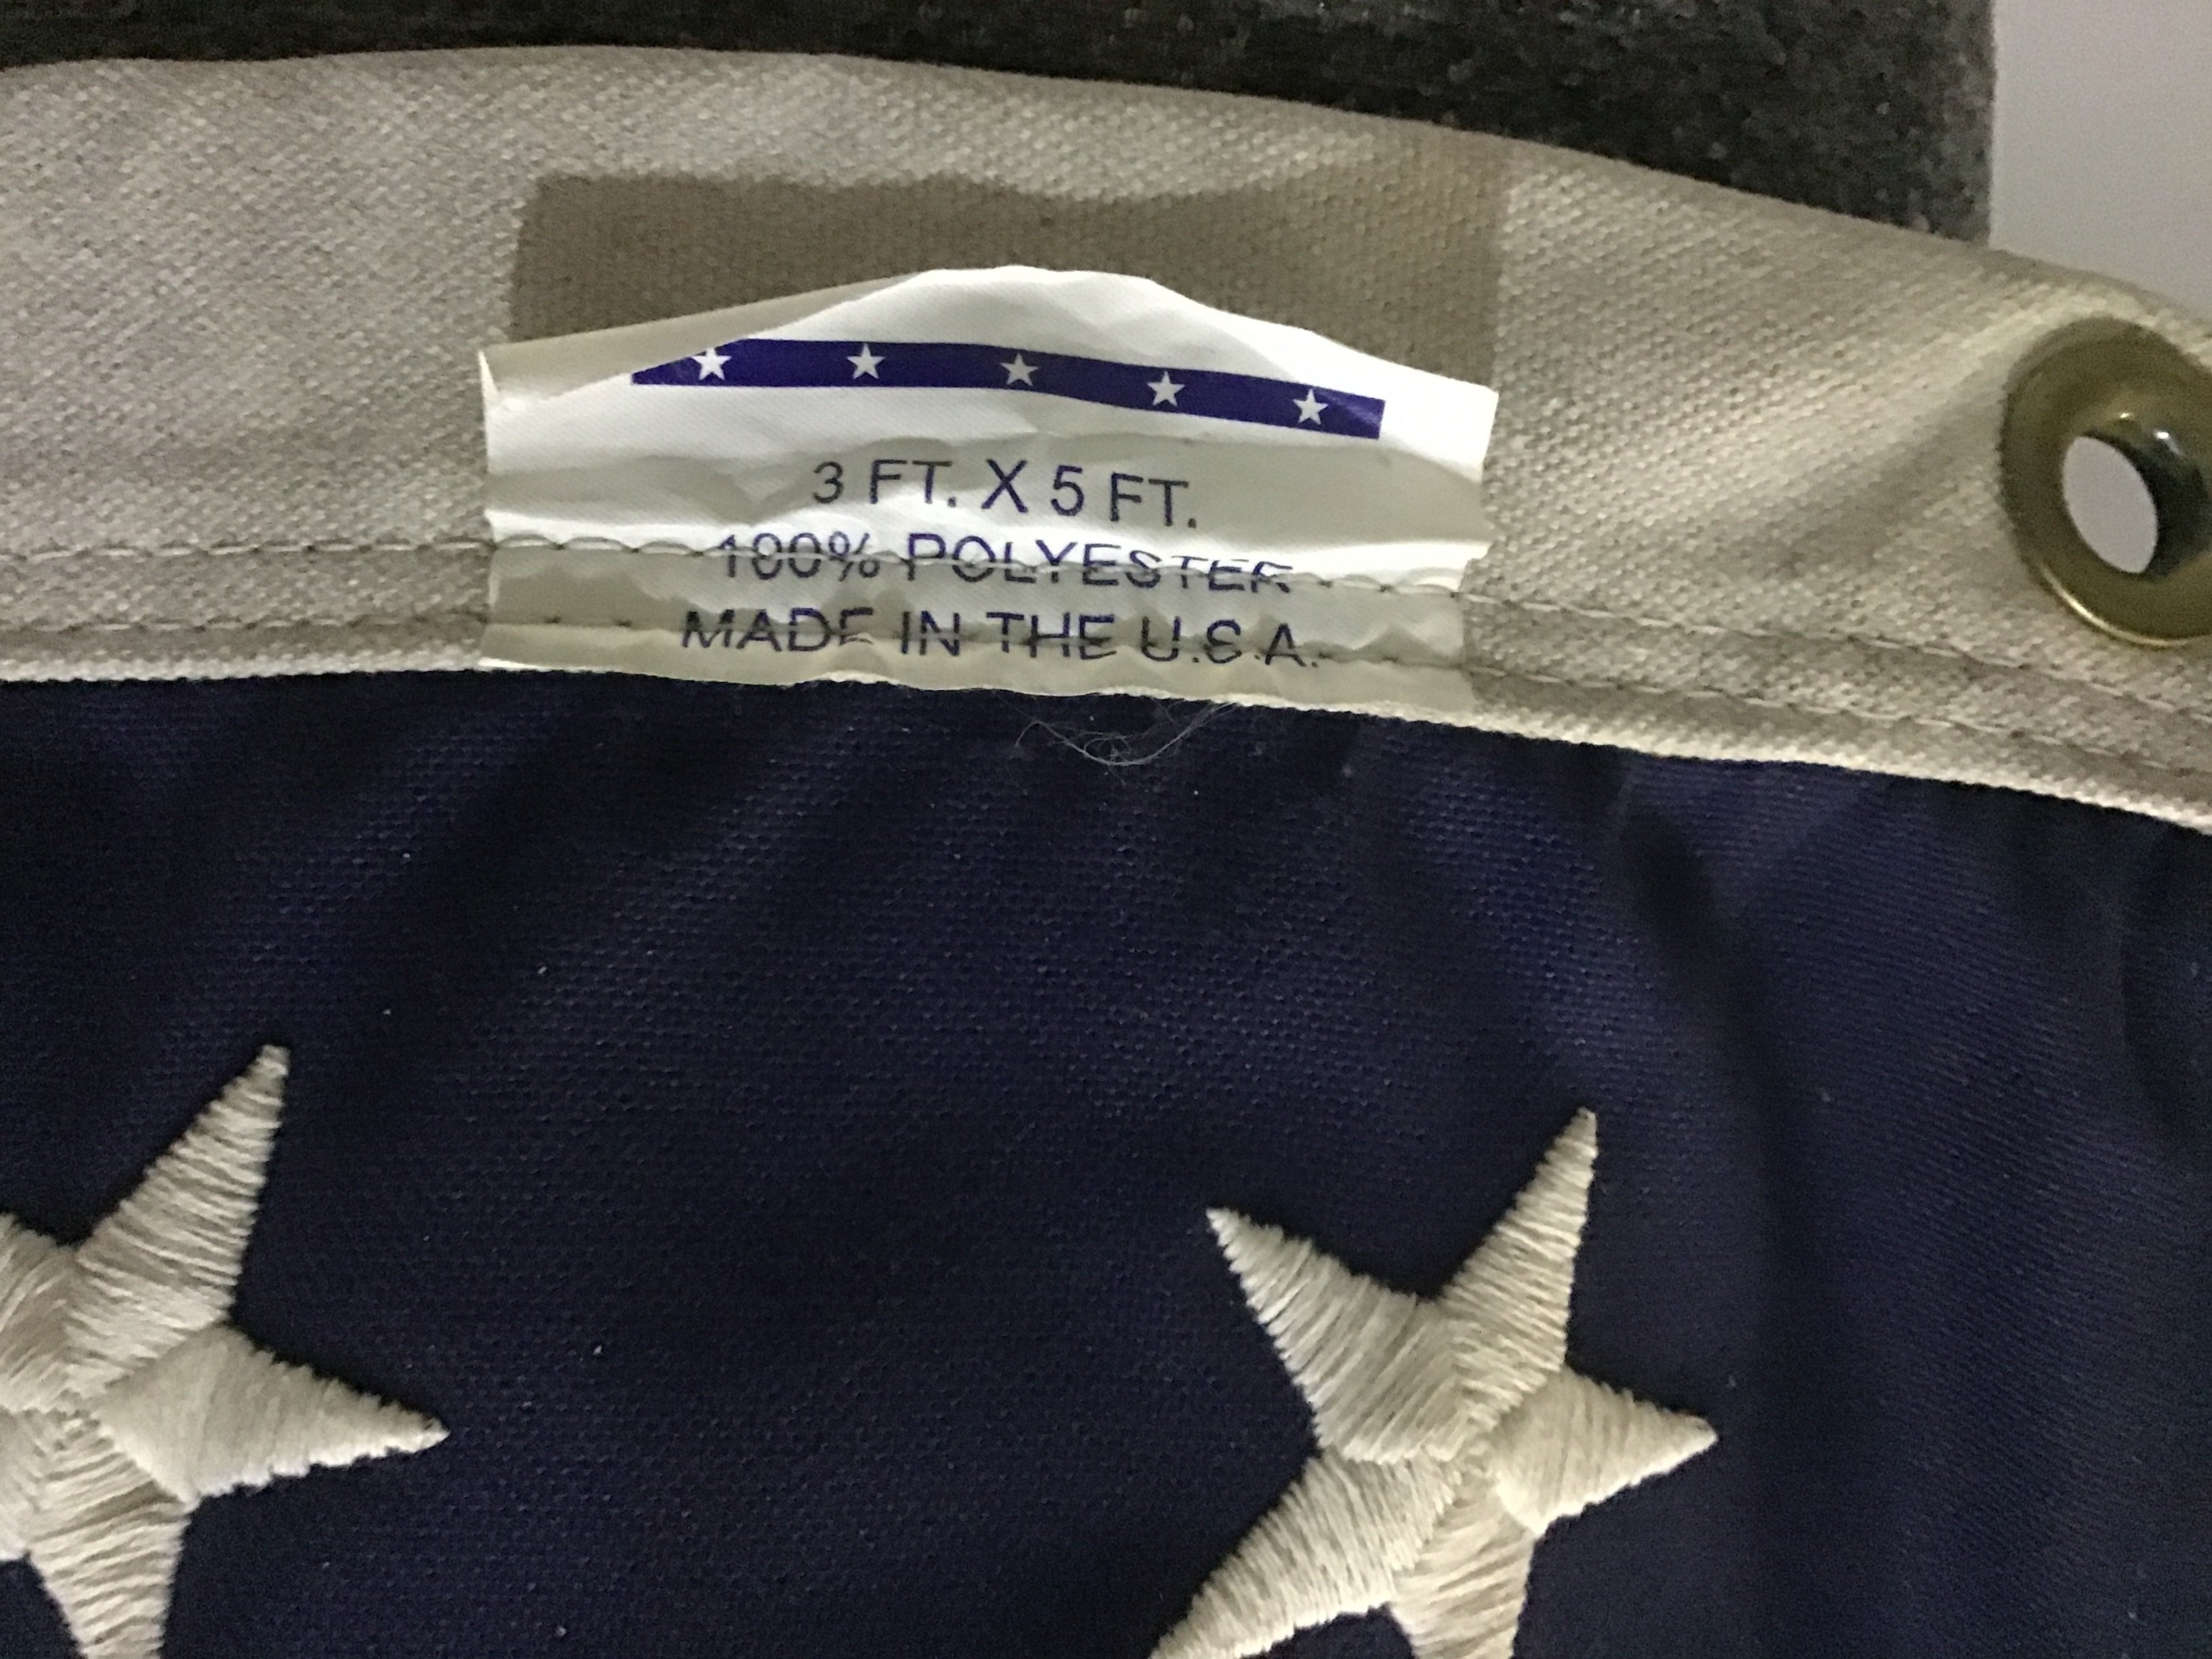 3 FT. X 5 FT.
100% POLYESTER
MADE IN THE U.S.A.